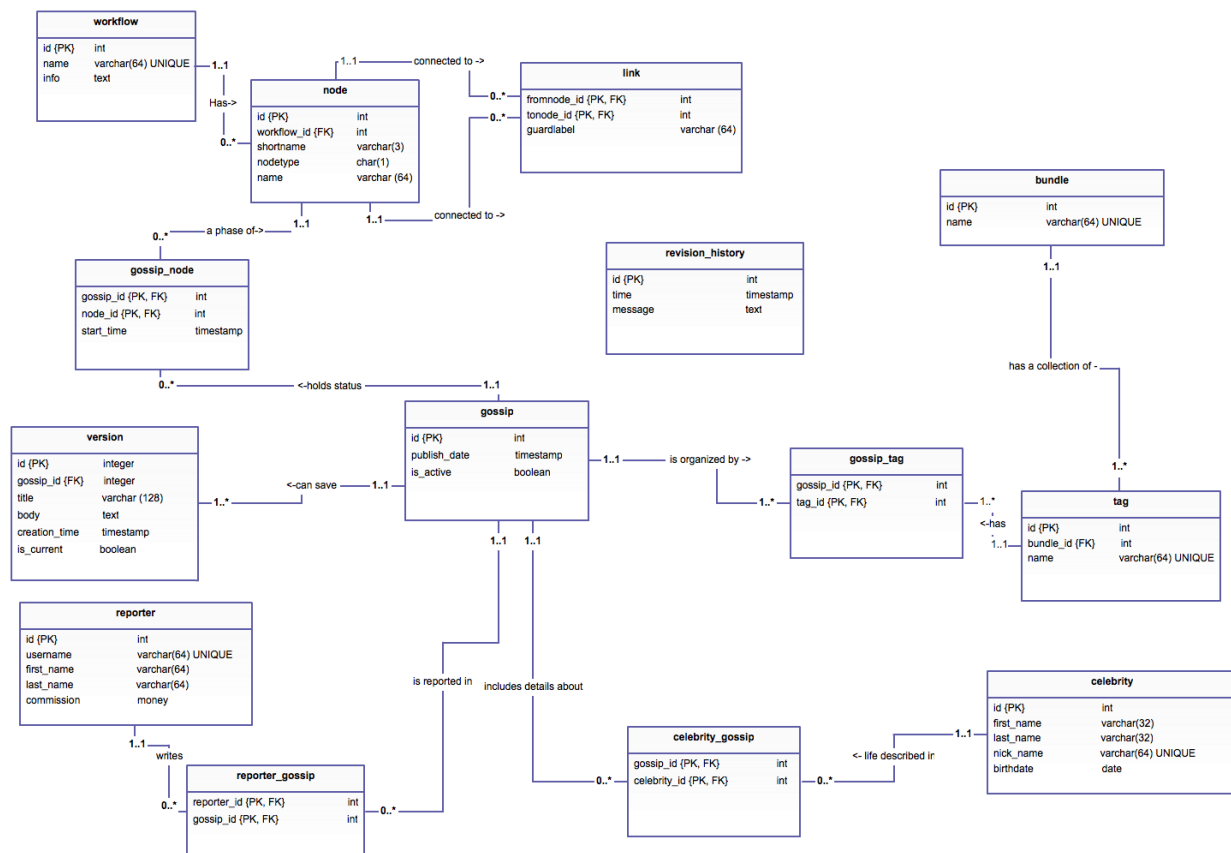 workflow
id {PK} int
name varchar(64) UNIQUE
info text
1..1
Has->
0..*
node
id {PK} int
workflow_id {FK} int
shortname varchar(3)
nodetype char(1)
name varchar (64)
1..1 connected to ->
0..*
link
fromnode_id {PK, FK} int
tonode_id {PK, FK} int
guardlabel varchar (64)
0..*
1..1 connected to ->
1..1
0..* a phase of->
gossip_node
gossip_id {PK, FK} int
node_id {PK, FK} int
start_time timestamp
revision_history
id {PK} int
time timestamp
message text
bundle
id {PK} int
name varchar(64) UNIQUE
1..1
has a collection of -
1..*
0..* <-holds status 1..1
gossip
id {PK} int
publish_date timestamp
is_active boolean
version
id {PK} integer
gossip_id {FK} integer
title varchar (128)
body text
creation_time timestamp
is_current boolean
1..* <-can save 1..1
1..1 is organized by ->
1..*
gossip_tag
gossip_id {PK, FK} int
tag_id {PK, FK} int
1..*
<-has
1..1
tag
id {PK} int
bundle_id {FK} int
name varchar(64) UNIQUE
1..1 1..1
reporter
id {PK} int
username varchar(64) UNIQUE
first_name varchar(64)
last_name varchar(64)
commission money
is reported in
includes details about
1..1
writes
0..*
reporter_gossip
reporter_id {PK, FK} int
gossip_id {PK, FK} int
0..*
0..*
celebrity_gossip
gossip_id {PK, FK} int
celebrity_id {PK, FK} int
0..*
<- life described in
1..1
celebrity
id {PK} int
first_name varchar(32)
last_name varchar(32)
nick_name varchar(64) UNIQUE
birthdate date